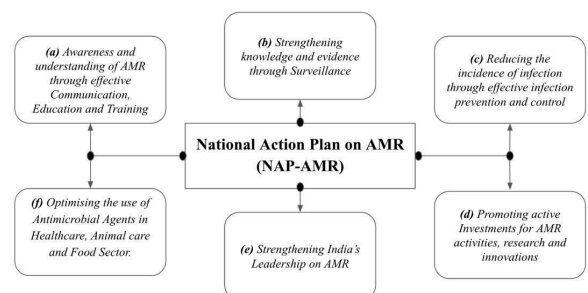 (a) Awareness and
understanding of AMR
through effective
Communication,
Education and Training
(b) Strengthening
knowledge and evidence
through Surveillance
(c) Reducing the
incidence of infection
through effective infection
prevention and control
National Action Plan on AMR
(NAP-AMR)
(f) Optimising the use of
Antimicrobial Agents in
Healthcare, Animal care
and Food Sector.
(e) Strengthening India's
Leadership on AMR
(d) Promoting active
Investments for AMR
activities, research and
innovations